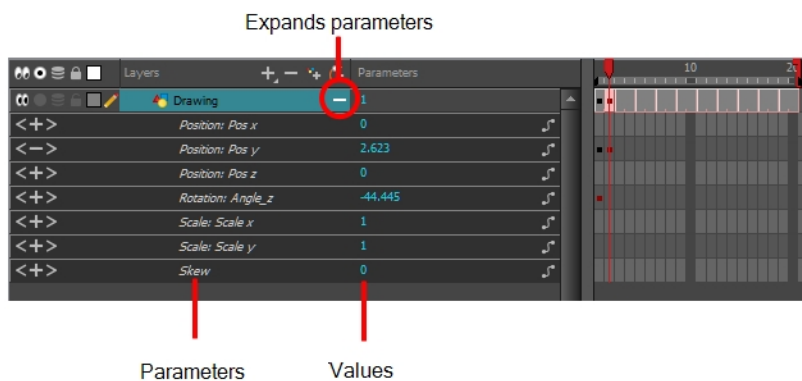 Expands parameters
Layers Parameters 10 2
Drawing 1
<+> Position: Pos x 0
<-> Position: Pos y 2.623
<+> Position: Pos z 0
<+> Rotation: Angle_z -44.445
<+> Scale: Scale x 1
<+> Scale: Scale y 1
<+> Skew 0
Parameters Values